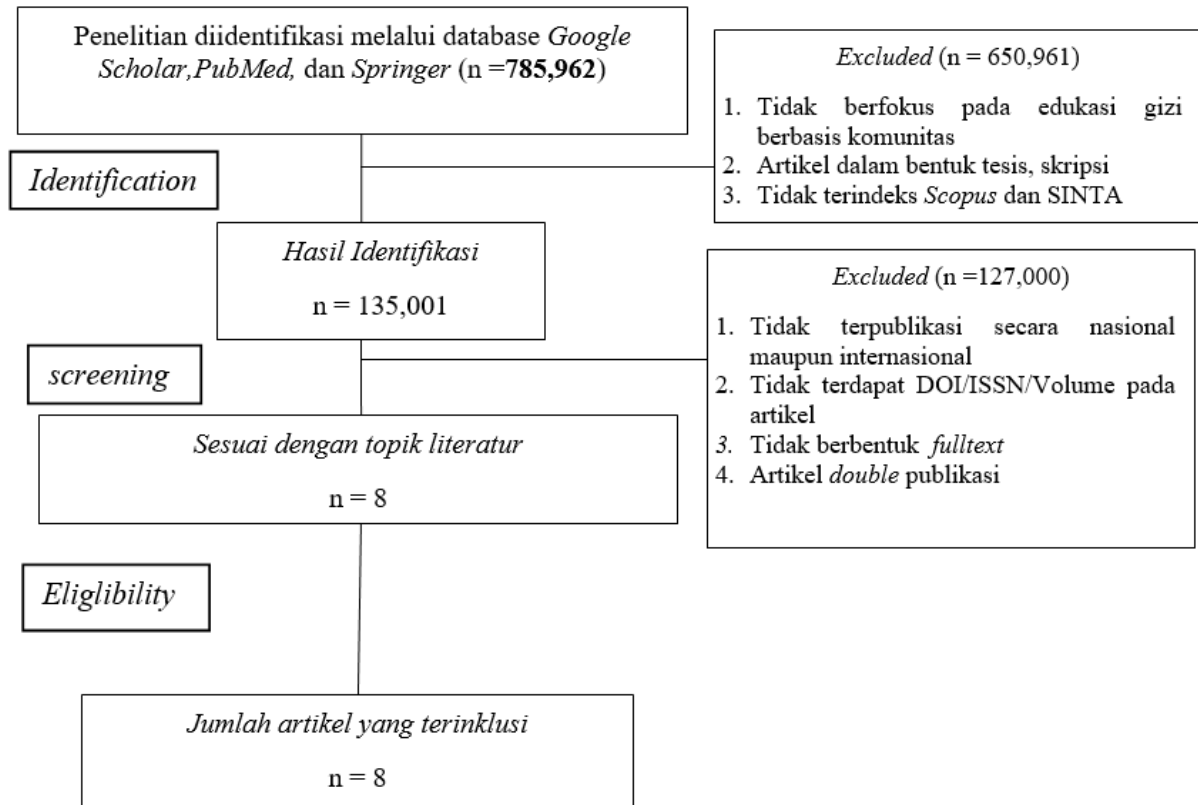 Penelitian diidentifikasi melalui database Google
Scholar,PubMed, dan Springer (n =785,962)
Excluded (n = 650,961)
1. Tidak berfokus pada edukasi gizi
berbasis komunitas
2. Artikel dalam bentuk tesis, skripsi
3. Tidak terindeks Scopus dan SINTA
Identification
Hasil Identifikasi
n = 135,001
Excluded (n =127,000)
1. Tidak terpublikasi secara nasional
maupun internasional
2. Tidak terdapat DOI/ISSN/Volume pada
artikel
3. Tidak berbentuk fulltext
4. Artikel double publikasi
screening
Sesuai dengan topik literatur
n = 8
Eliglibility
Jumlah artikel yang terinklusi
n = 8